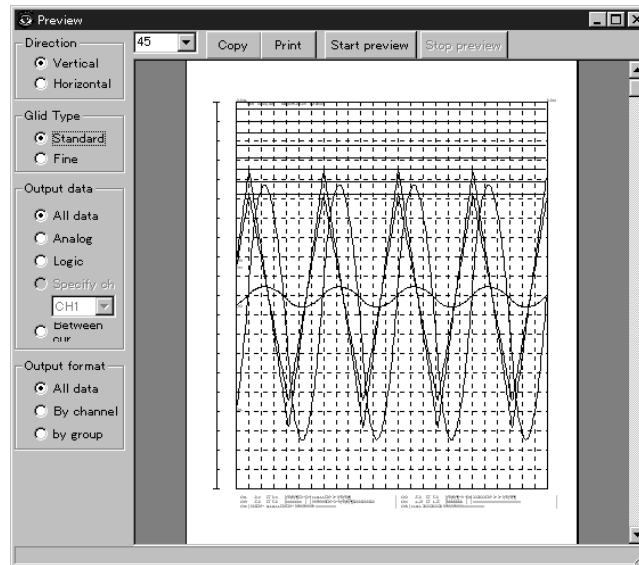 Preview
45
Copy
Print
Start preview
Stop preview
Direction
Vertical
Horizontal
Glid Type
Standard
Fine
Output data
All data
Analog
Logic
Specify ch
CH1
Between
cur
Output format
All data
By channel
by group